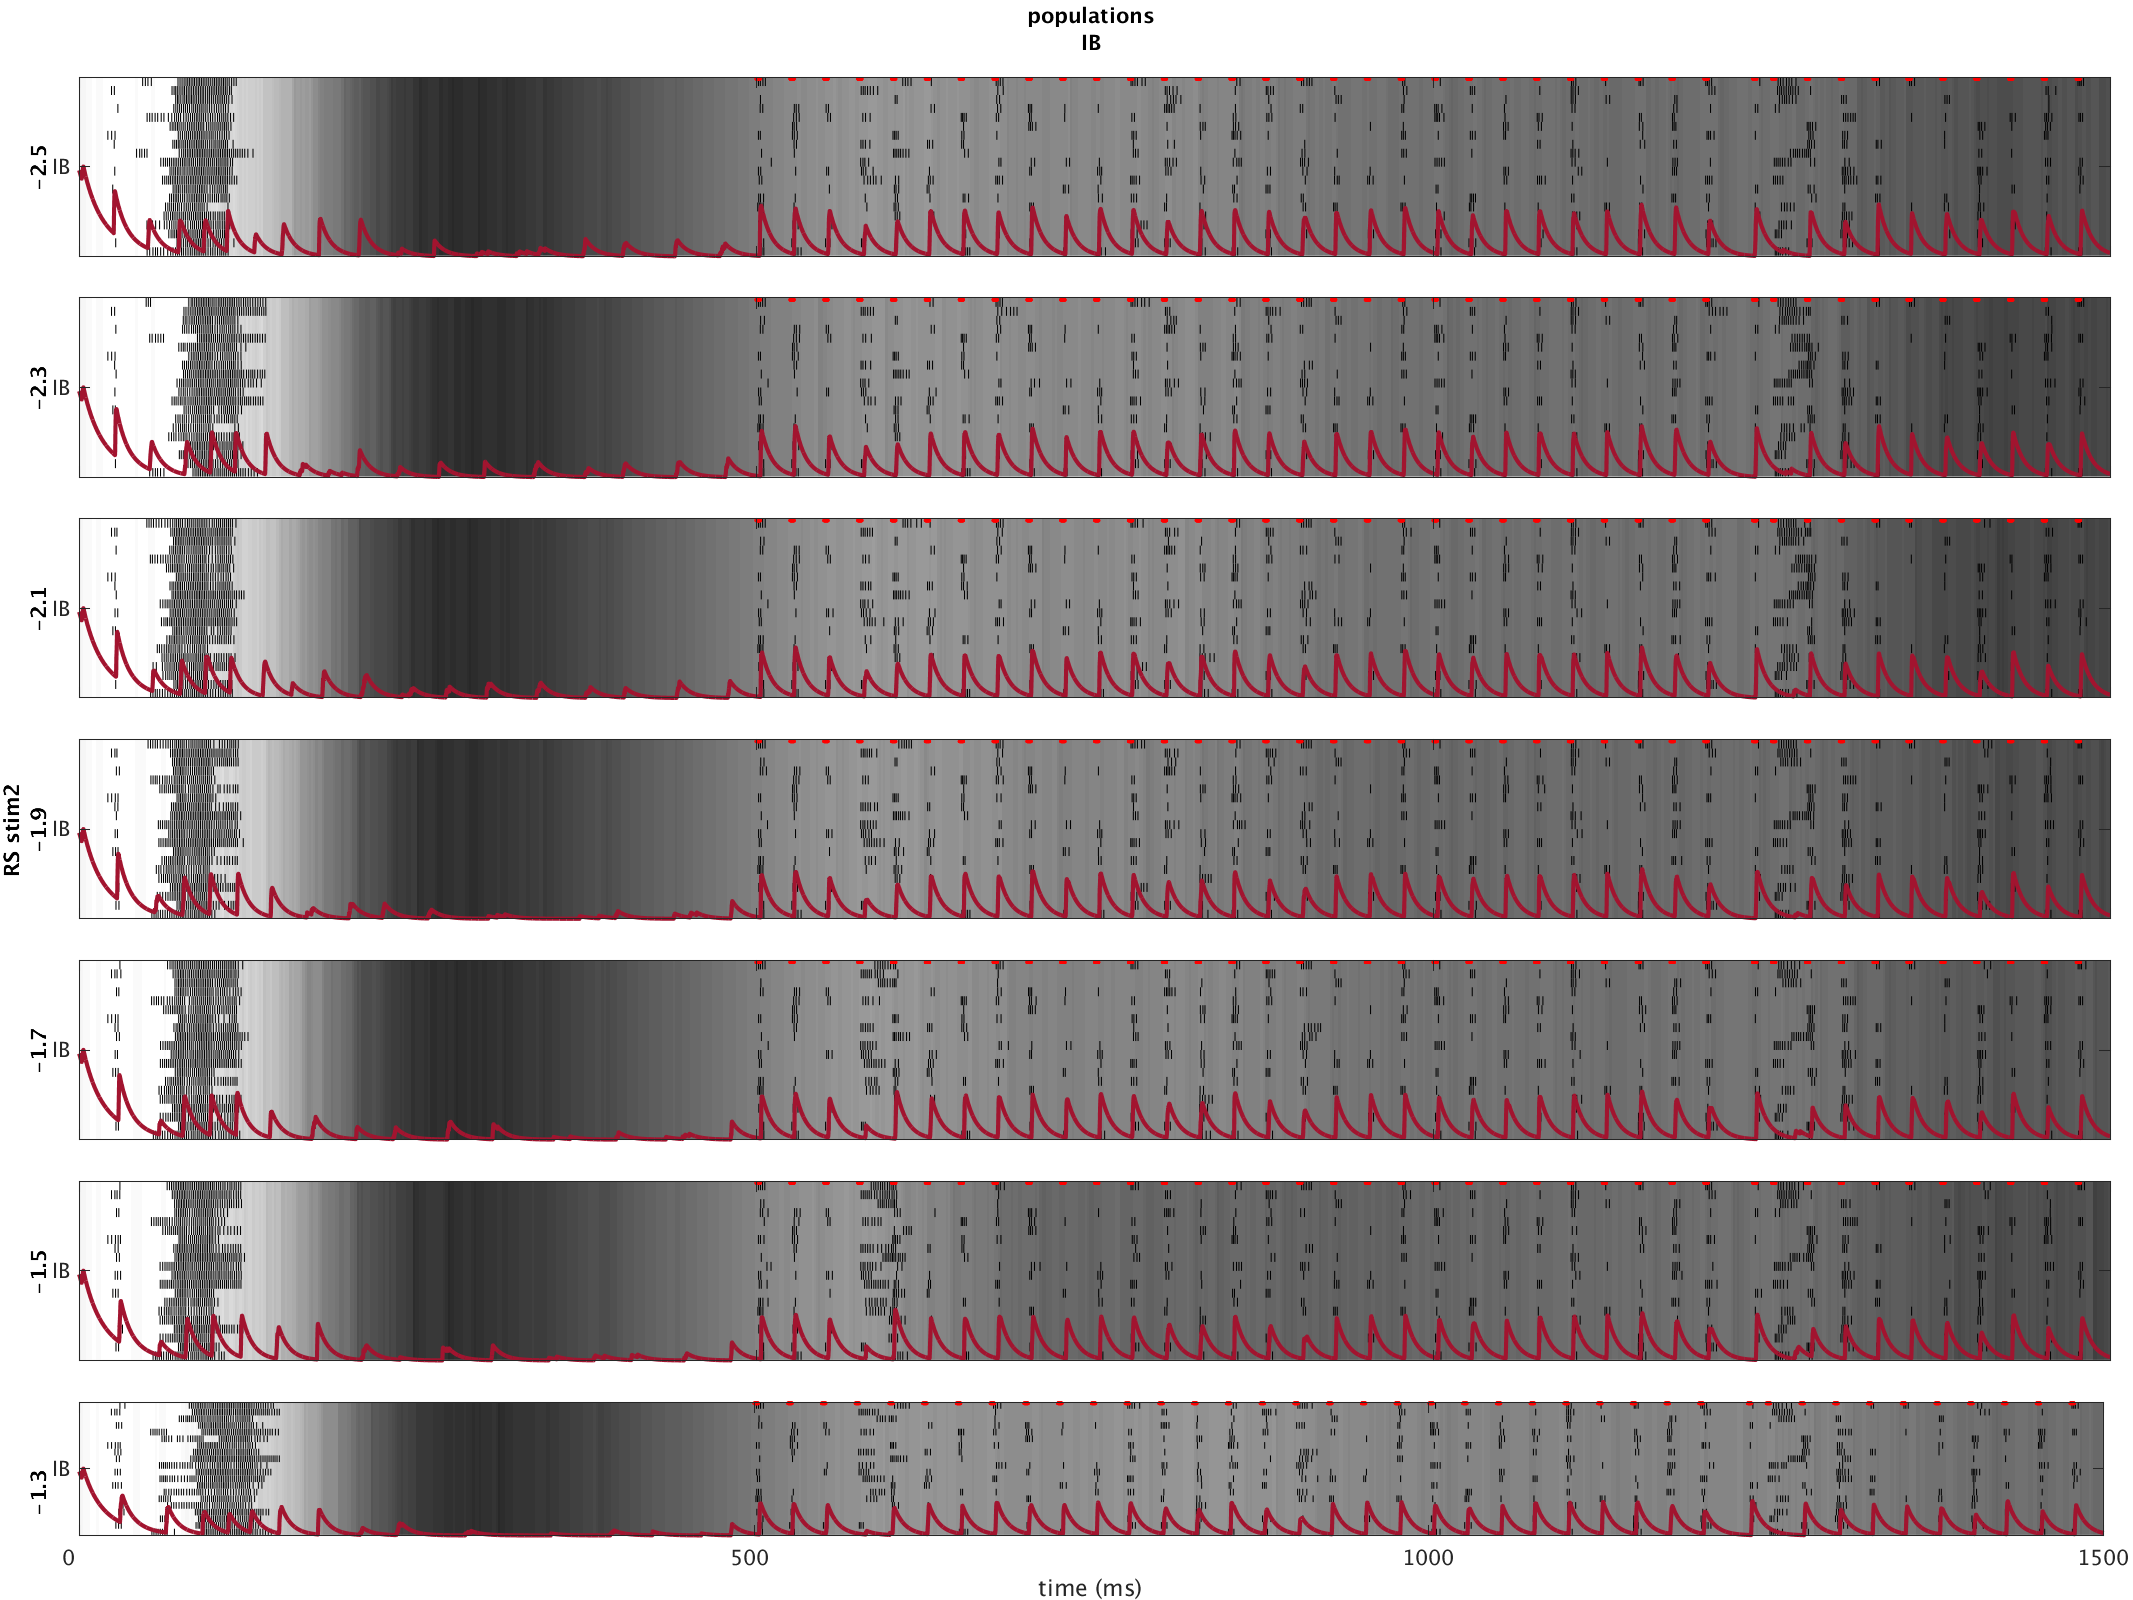 populations
IB
−2.5 IB
−2.3 IB
−2.1 IB
RS stim2
−1.9 IB
−1.7 IB
−1.5 IB
−1.3 IB
0 500 1000 1500
time (ms)